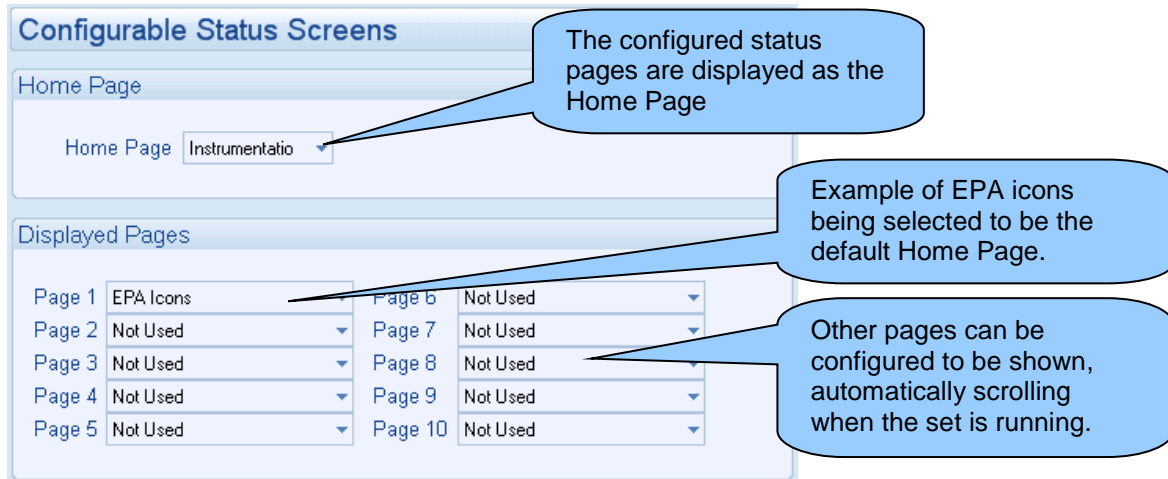 Configurable Status Screens
The configured status
pages are displayed as the
Home Page
Home Page
Home Page Instrumentatio
Example of EPA icons
being selected to be the
default Home Page.
Displayed Pages
Page 1 EPA Icons Page 6 Not Used
Page 2 Not Used Page 7 Not Used
Page 3 Not Used Page 8 Not Used
Page 4 Not Used Page 9 Not Used
Page 5 Not Used Page 10 Not Used
Other pages can be
configured to be shown,
automatically scrolling
when the set is running.